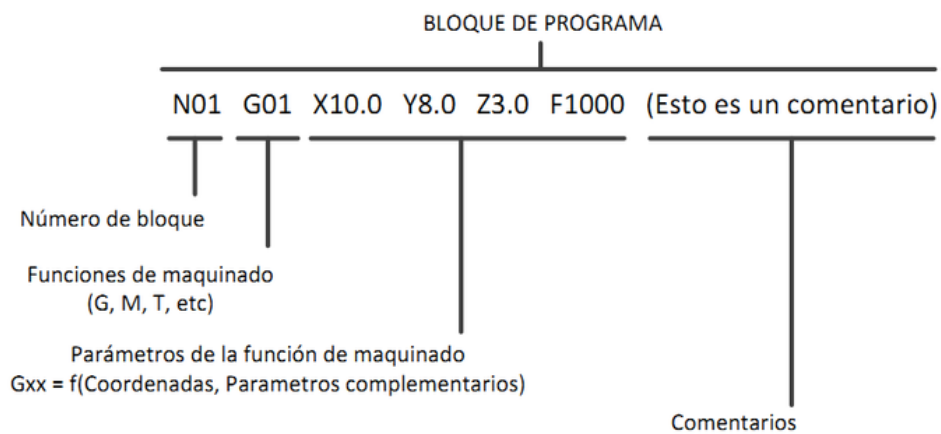 BLOQUE DE PROGRAMA
N01 G01 X10.0 Y8.0 Z3.0 F1000 (Esto es un comentario)
Número de bloque
Funciones de maquinado
(G, M, T, etc)
Parámetros de la función de maquinado
Gxx = f(Coordenadas, Parametros complementarios)
Comentarios